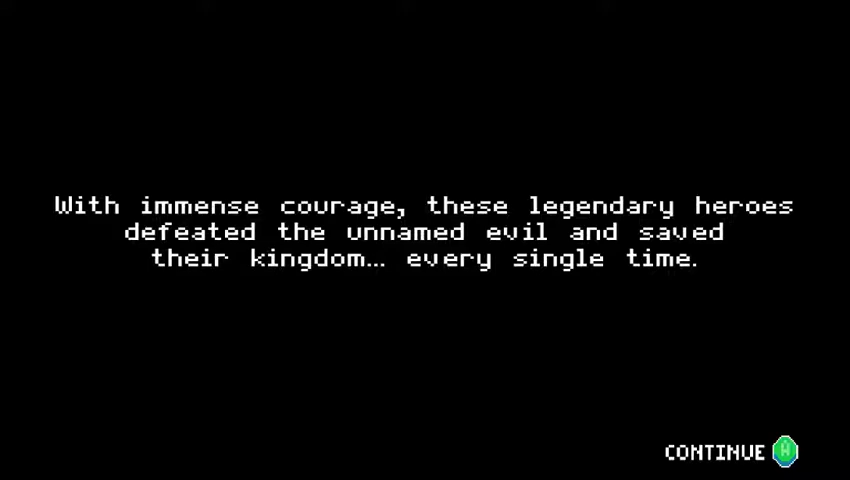 With immense courage, these legendary heroes
defeated the unnamed evil and saved
their kingdom... every single time.
CONTINUE A